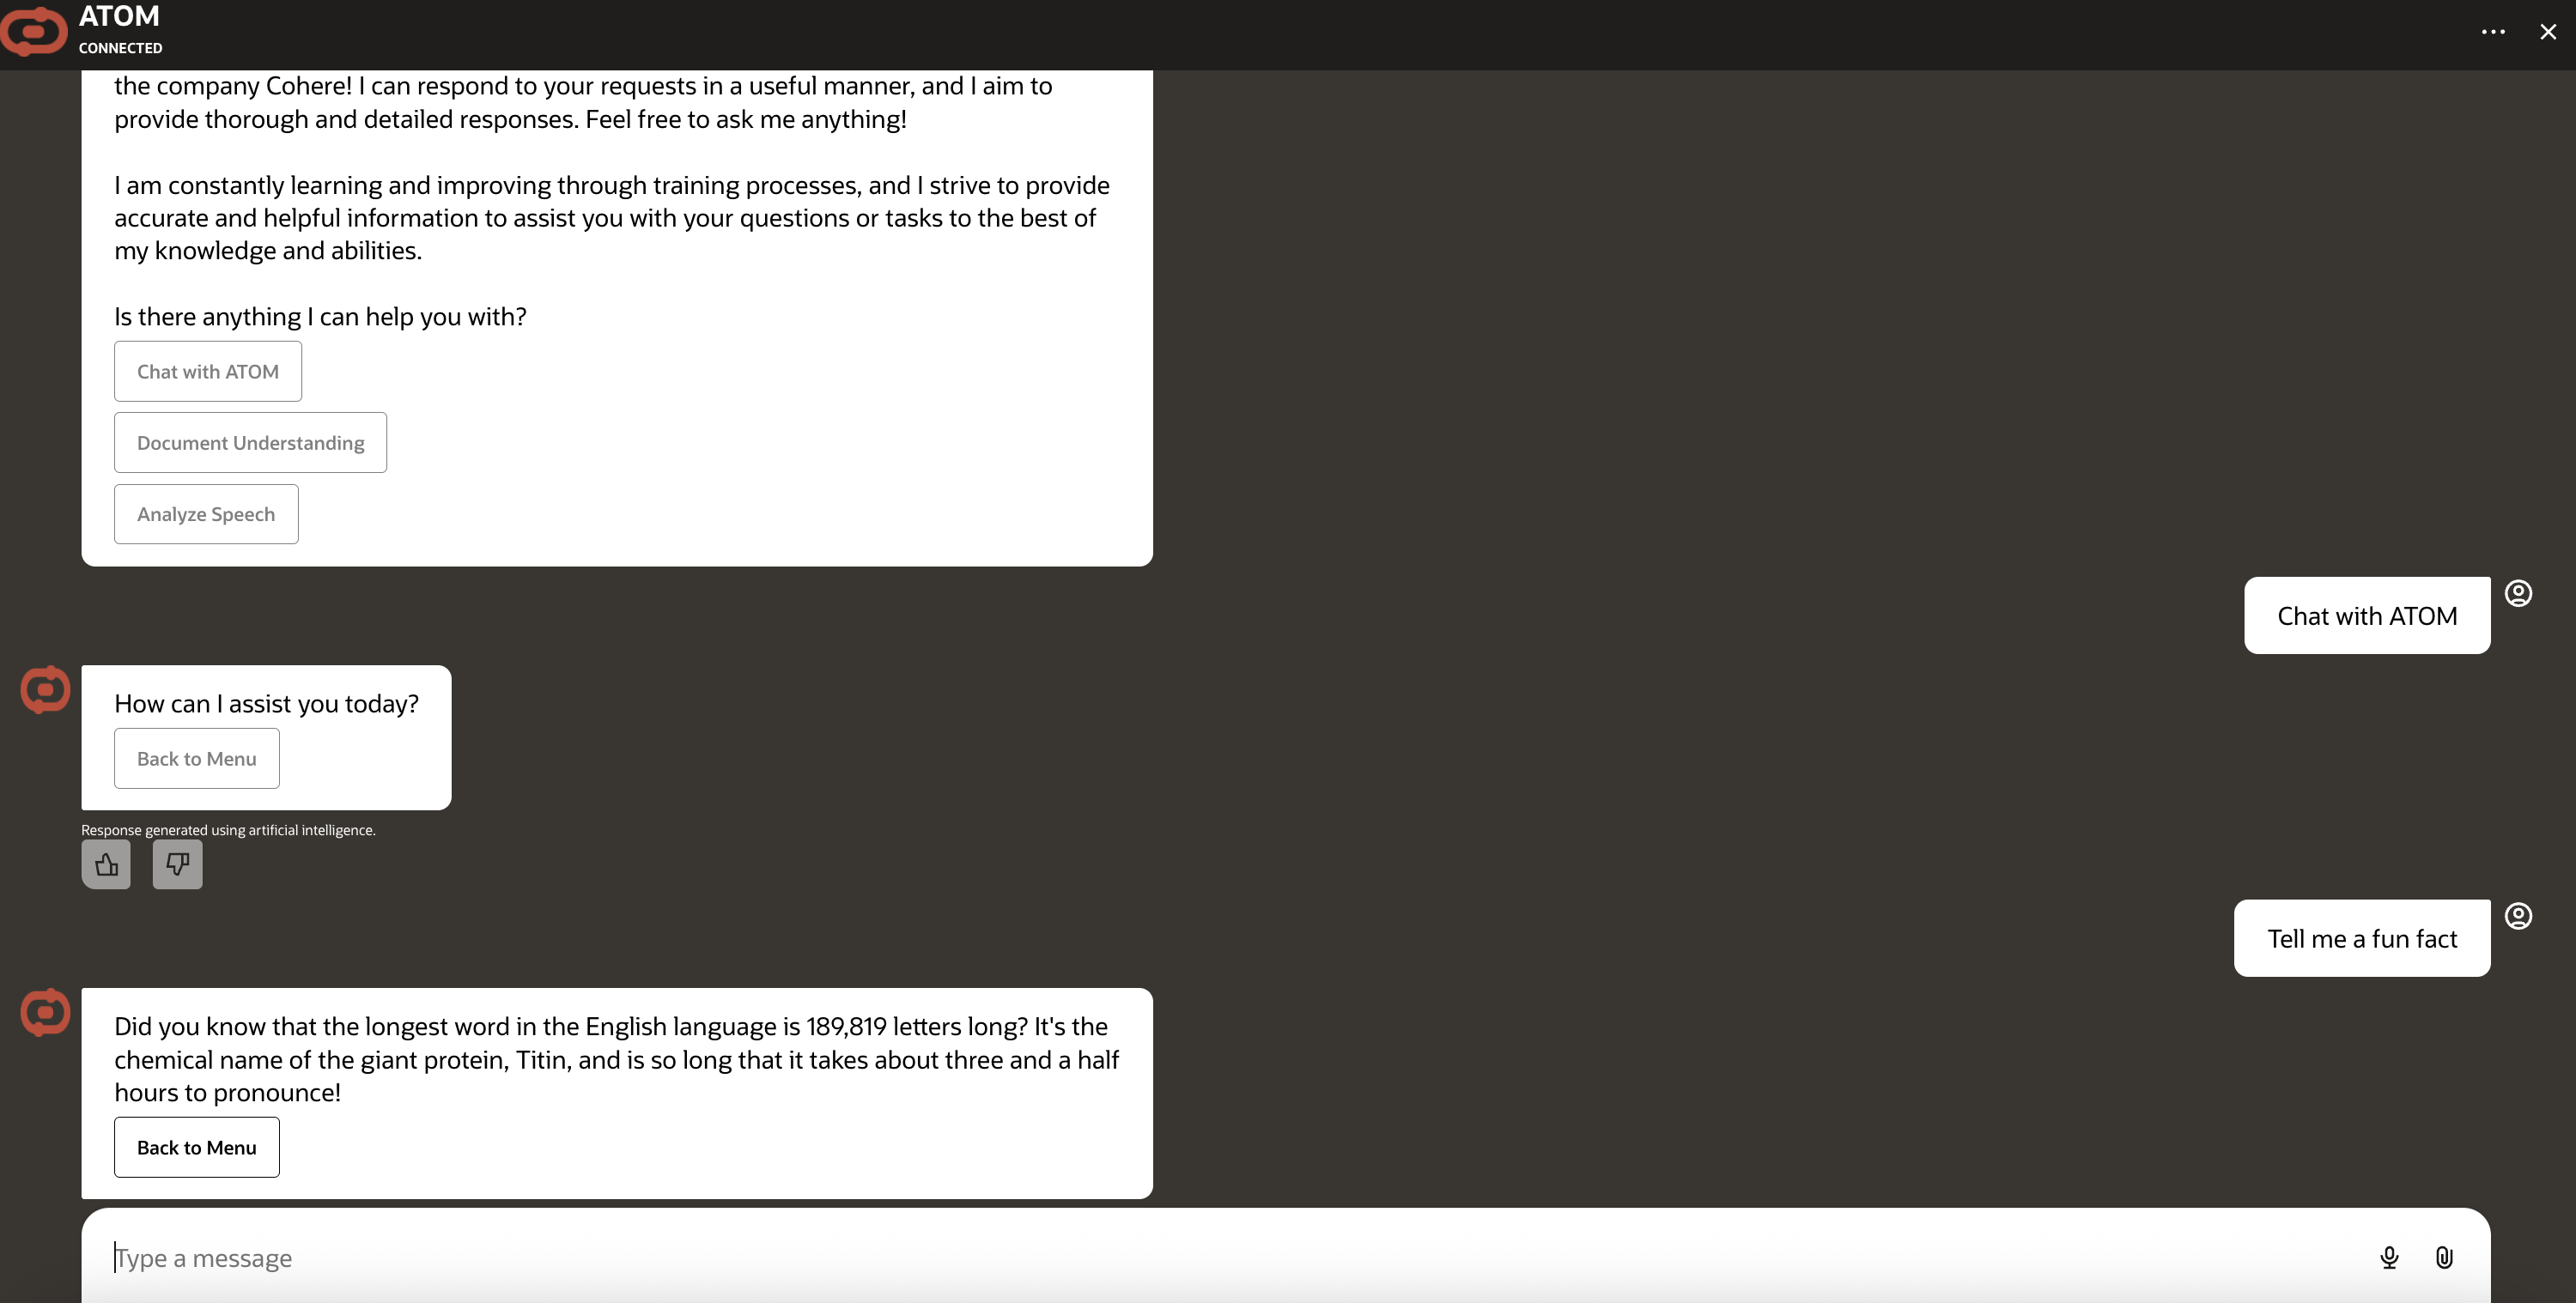 ATOM
CONNECTED
the company Cohere! I can respond to your requests in a useful manner, and I aim to
provide thorough and detailed responses. Feel free to ask me anything!
I am constantly learning and improving through training processes, and I strive to provide
accurate and helpful information to assist you with your questions or tasks to the best of
my knowledge and abilities.
Is there anything I can help you with?
Chat with ATOM
Document Understanding
Analyze Speech
Chat with ATOM
How can I assist you today?
Back to Menu
Response generated using artificial intelligence.
Tell me a fun fact
Did you know that the longest word in the English language is 189,819 letters long? It's the
chemical name of the giant protein, Titin, and is so long that it takes about three and a half
hours to pronounce!
Back to Menu
Type a message